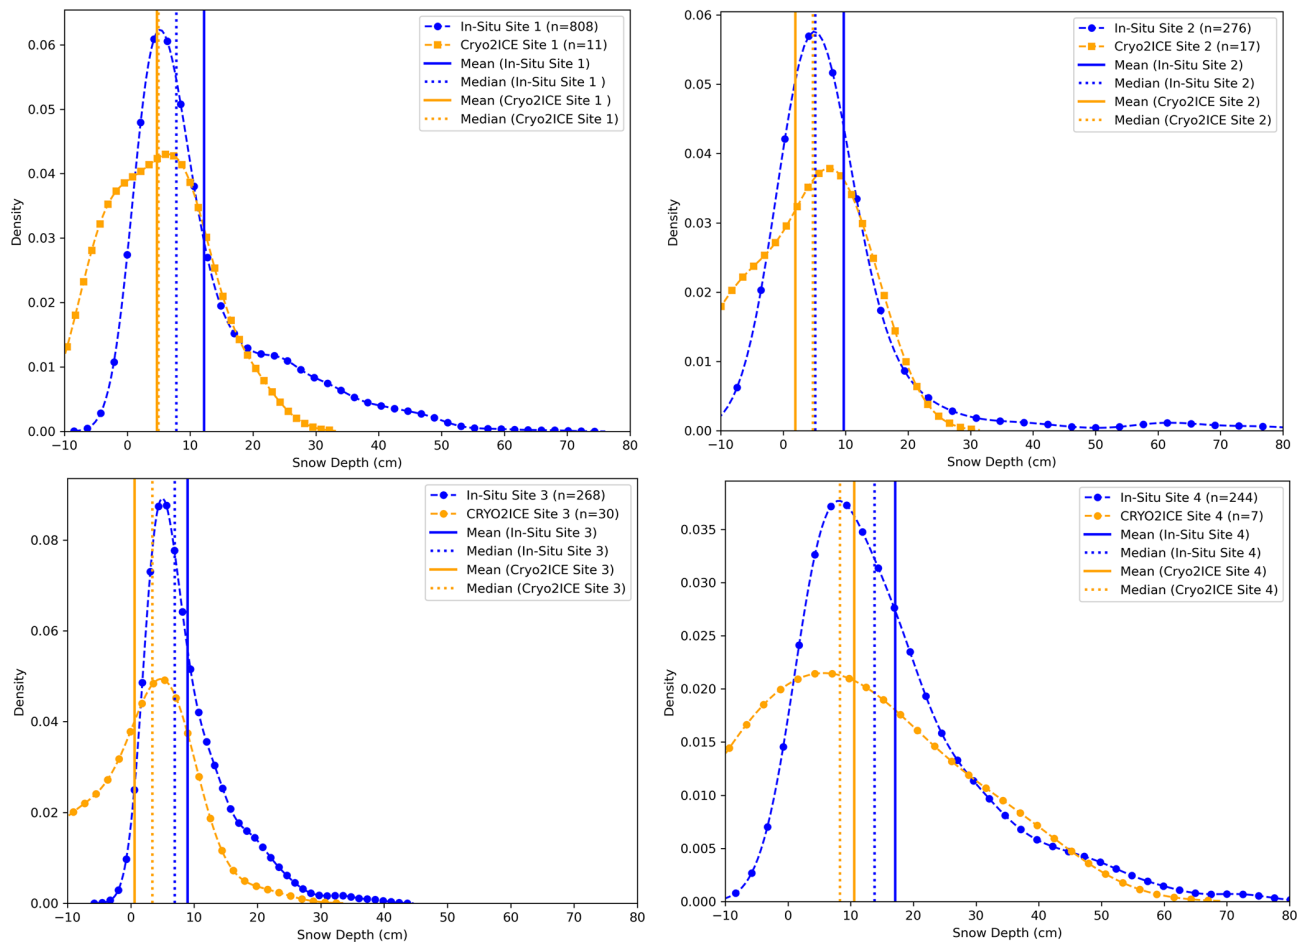 In-Situ Site 1 (n=808)
Cryo2ICE Site 1 (n=11)
Mean (In-Situ Site 1)
Median (In-Situ Site 1 )
Mean (Cryo2ICE Site 1 )
Median (Cryo2ICE Site 1)
0.06
0.05
0.04
0.03
0.02
0.01
0.00
Density
−10 0 10 20 30 40 50 60 70 80
Snow Depth (cm)
In-Situ Site 2 (n=276)
Cryo2ICE Site 2 (n=17)
Mean (In-Situ Site 2)
Median (In-Situ Site 2)
Mean (Cryo2ICE Site 2)
Median (Cryo2ICE Site 2)
0.06
0.05
0.04
0.03
0.02
0.01
0.00
Density
−10 0 10 20 30 40 50 60 70 80
Snow Depth (cm)
In-Situ Site 3 (n=268)
CRYO2ICE Site 3 (n=30)
Mean (In-Situ Site 3)
Median (In-Situ Site 3)
Mean (Cryo2ICE Site 3)
Median (Cryo2ICE Site 3)
0.08
0.06
0.04
0.02
0.00
Density
−10 0 10 20 30 40 50 60 70 80
Snow Depth (cm)
In-Situ Site 4 (n=244)
CRYO2ICE Site 4 (n=7)
Mean (In-Situ Site 4)
Median (In-Situ Site 4)
Mean (Cryo2ICE Site 4)
Median (Cryo2ICE Site 4)
0.035
0.030
0.025
0.020
0.015
0.010
0.005
0.000
Density
−10 0 10 20 30 40 50 60 70 80
Snow Depth (cm)